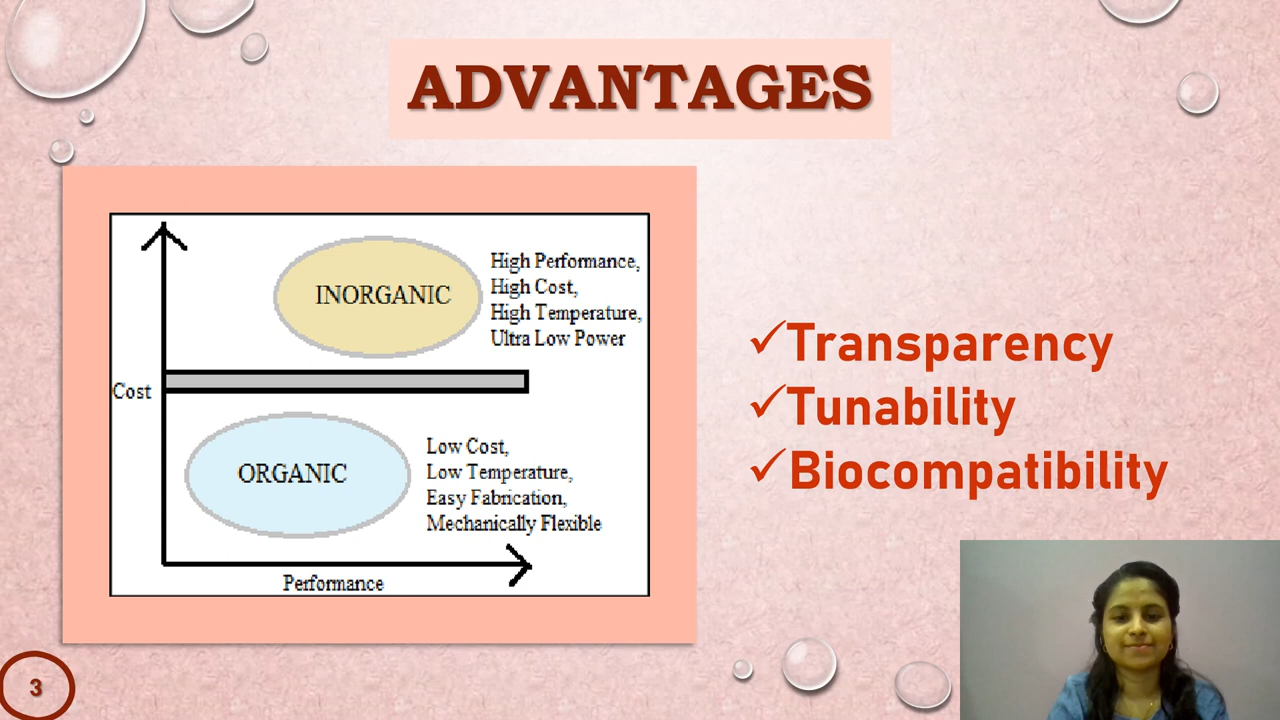 ADVANTAGES
INORGANIC
High Performance,
High Cost,
High Temperature,
Ultra Low Power
Cost
ORGANIC
Low Cost,
Low Temperature,
Easy Fabrication,
Mechanically Flexible
Performance
✓Transparency
✓Tunability
✓Biocompatibility
3